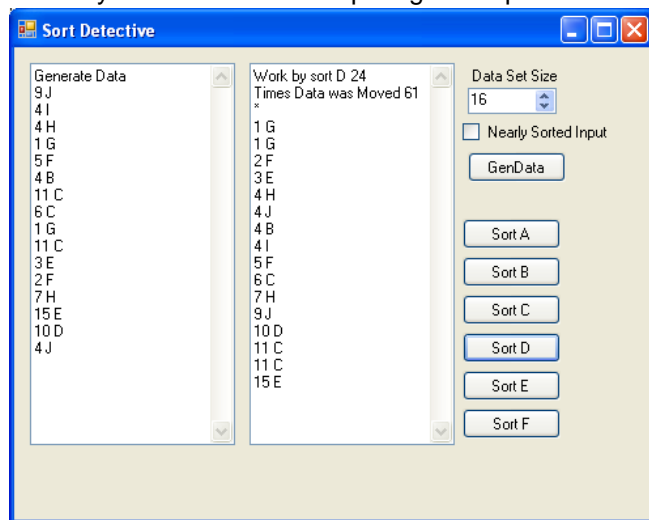 Sort Detective
Generate Data
9 J
4 I
4 H
1 G
5 F
4 B
11 C
6 C
1 G
11 C
3 E
2 F
7 H
15 E
10 D
4 J
Work by sort D 24
Times Data was Moved 61
*
1 G
1 G
2 F
3 E
4 H
4 J
4 B
4 I
5 F
6 C
7 H
9 J
10 D
11 C
11 C
15 E
Data Set Size
16
Nearly Sorted Input
GenData
Sort A
Sort B
Sort C
Sort D
Sort E
Sort F